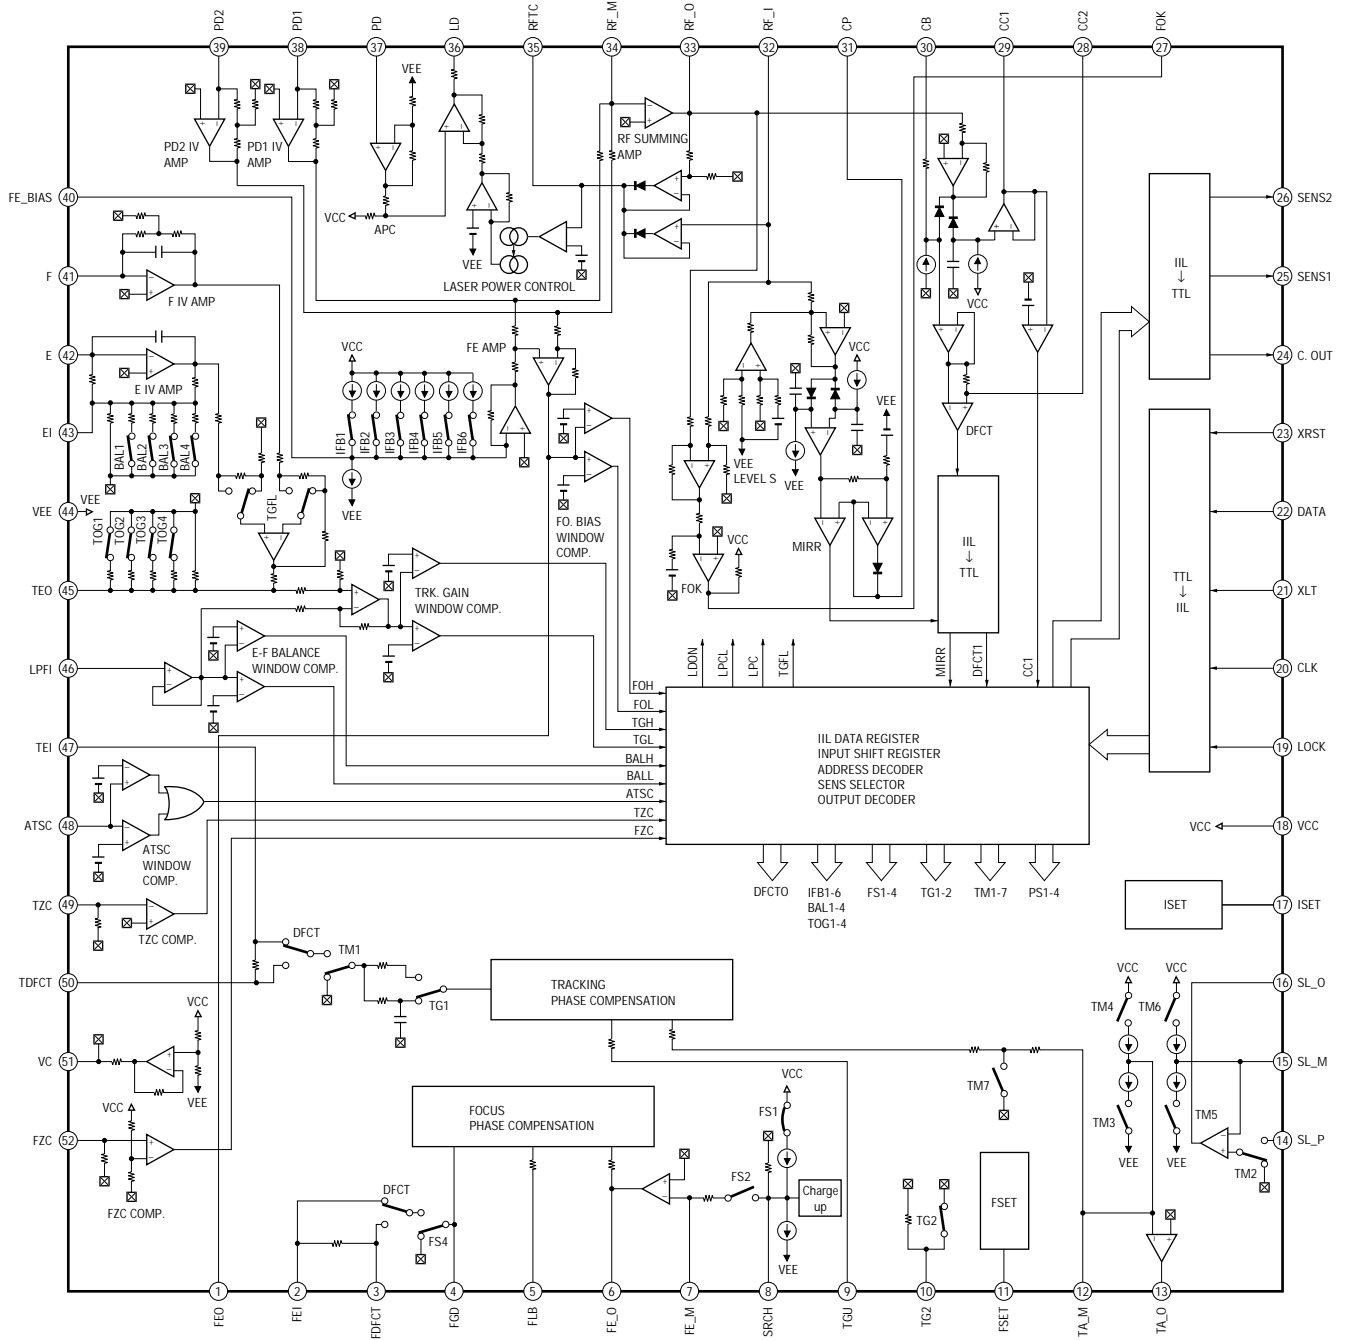 PD2
PD1
PD
LD
RFTC
RF_M
RF_O
RF_I
CP
CB
CC1
CC2
FOK
39
38
37
36
35
34
33
32
31
30
29
28
27
VEE
PD2 IV
AMP
PD1 IV
AMP
RF SUMMING
AMP
VCC
APC
VEE
LASER POWER CONTROL
FE_BIAS
40
F
41
F IV AMP
E
42
E IV AMP
EI
43
BAL1
BAL2
BAL3
BAL4
VEE
44
VEE
TOG1
TOG2
TOG3
TOG4
TGFL
TEO
45
LPFI
46
E-F BALANCE
WINDOW COMP.
TRK. GAIN
WINDOW COMP.
FE AMP
VCC
IFB1
IFB2
IFB3
IFB4
IFB5
IFB6
VEE
FO. BIAS
WINDOW
COMP.
VEE
LEVEL S
VEE
VCC
VEE
VCC
FOK
MIRR
DFCT
VCC
IIL
↓
TTL
IIL
↓
TTL
TTL
↓
IIL
26
SENS2
25
SENS1
24
C. OUT
23
XRST
22
DATA
21
XLT
20
CLK
19
LOCK
VCC
18
VCC
ISET
17
ISET
LDON
LPCL
LPC
TGFL
MIRR
DFCT1
CC1
FOH
FOL
TGH
TGL
BALH
BALL
ATSC
TZC
FZC
IIL DATA REGISTER
INPUT SHIFT REGISTER
ADDRESS DECODER
SENS SELECTOR
OUTPUT DECODER
DFCTO
IFB1-6
BAL1-4
TOG1-4
FS1-4
TG1-2
TM1-7
PS1-4
TEI
47
ATSC
48
ATSC
WINDOW
COMP.
TZC
49
TZC COMP.
TDFCT
50
DFCT
TM1
TG1
TRACKING
PHASE COMPENSATION
VC
51
VCC
VEE
FZC
52
VCC
FZC COMP.
FOCUS
PHASE COMPENSATION
DFCT
FS4
FS1
VCC
FS2
Charge
up
VEE
TG2
TM7
FSET
VCC
TM4
TM3
VEE
VCC
TM6
TM5
VEE
TM2
16
SL_O
15
SL_M
14
SL_P
1
2
3
4
5
6
7
8
9
10
11
12
13
FEO
FEI
FDFCT
FGD
FLB
FE_O
FE_M
SRCH
TGU
TG2
FSET
TA_M
TA_O